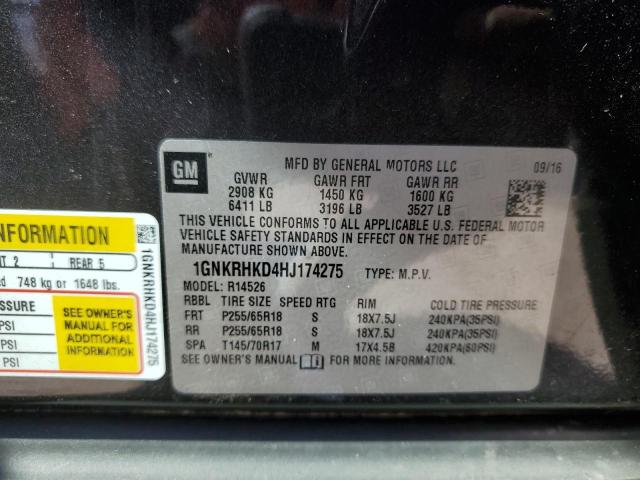 GM
MFD BY GENERAL MOTORS LLC 09/16
GVWR GAWR FRT GAWR RR
2908 KG 1450 KG 1600 KG
6411 LB 3196 LB 3527 LB
THIS VEHICLE CONFORMS TO ALL APPLICABLE U.S. FEDERAL MOTOR
VEHICLE SAFETY STANDARDS IN EFFECT ON THE DATE OF
MANUFACTURE SHOWN ABOVE.
1GNKRHKD4HJ174275 TYPE: M.P.V.
MODEL: R14526
RBBL TIRE SIZE SPEED RTG RIM COLD TIRE PRESSURE
FRT P255/65R18 S 18X7.5J 240KPA(35PSI)
RR P255/65R18 S 18X7.5J 240KPA(35PSI)
SPA T145/70R17 M 17X4.5B 420KPA(60PSI)
SEE OWNER'S MANUAL FOR MORE INFORMATION.
INFORMATION
2 REAR 5
748 kg or 1648 lbs.
SSURE
PSI
PSI
PSI
SEE OWNER'S
MANUAL FOR
ADDITIONAL
INFORMATION
1GNKRHKD4HJ174275